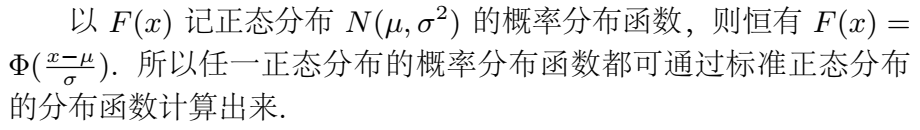 以 F(x) 记正态分布 N(μ, σ²) 的概率分布函数，则恒有 F(x) =
Φ(\frac{x−μ}{σ}). 所以任一正态分布的概率分布函数都可通过标准正态分布
的分布函数计算出来.